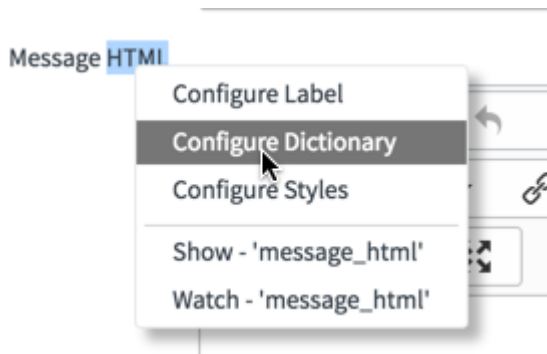 Message HTML
Configure Label
Configure Dictionary
Configure Styles
Show - 'message_html'
Watch - 'message_html'